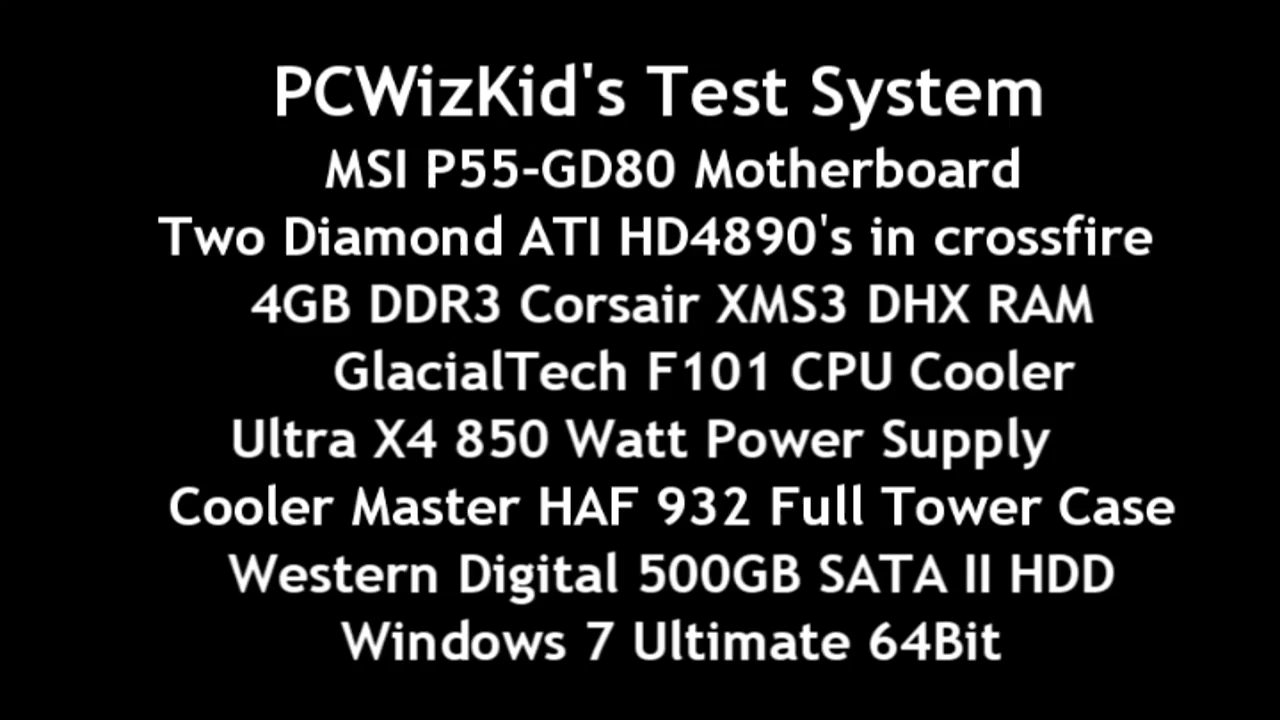 PCWizKid's Test System
MSI P55-GD80 Motherboard
Two Diamond ATI HD4890's in crossfire
4GB DDR3 Corsair XMS3 DHX RAM
GlacialTech F101 CPU Cooler
Ultra X4 850 Watt Power Supply
Cooler Master HAF 932 Full Tower Case
Western Digital 500GB SATA II HDD
Windows 7 Ultimate 64Bit